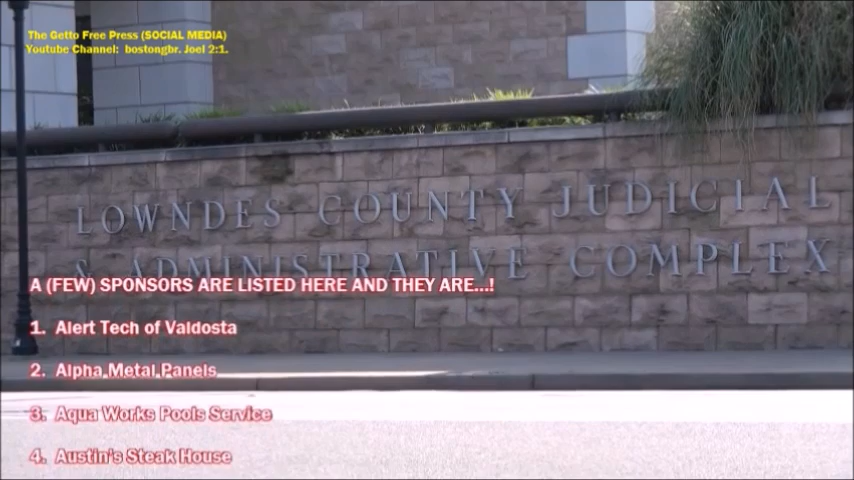 The Getto Free Press (SOCIAL MEDIA)
Youtube Channel:  bostongbr. Joel 2:1.
LOWNDES COUNTY JUDICIAL
& ADMINISTRATIVE COMPLEX
A (FEW) SPONSORS ARE LISTED HERE AND THEY ARE...!
1. Alert Tech of Valdosta
2. Alpha Metal Panels
3. Aqua Works Pools Service
4. Austin's Steak House